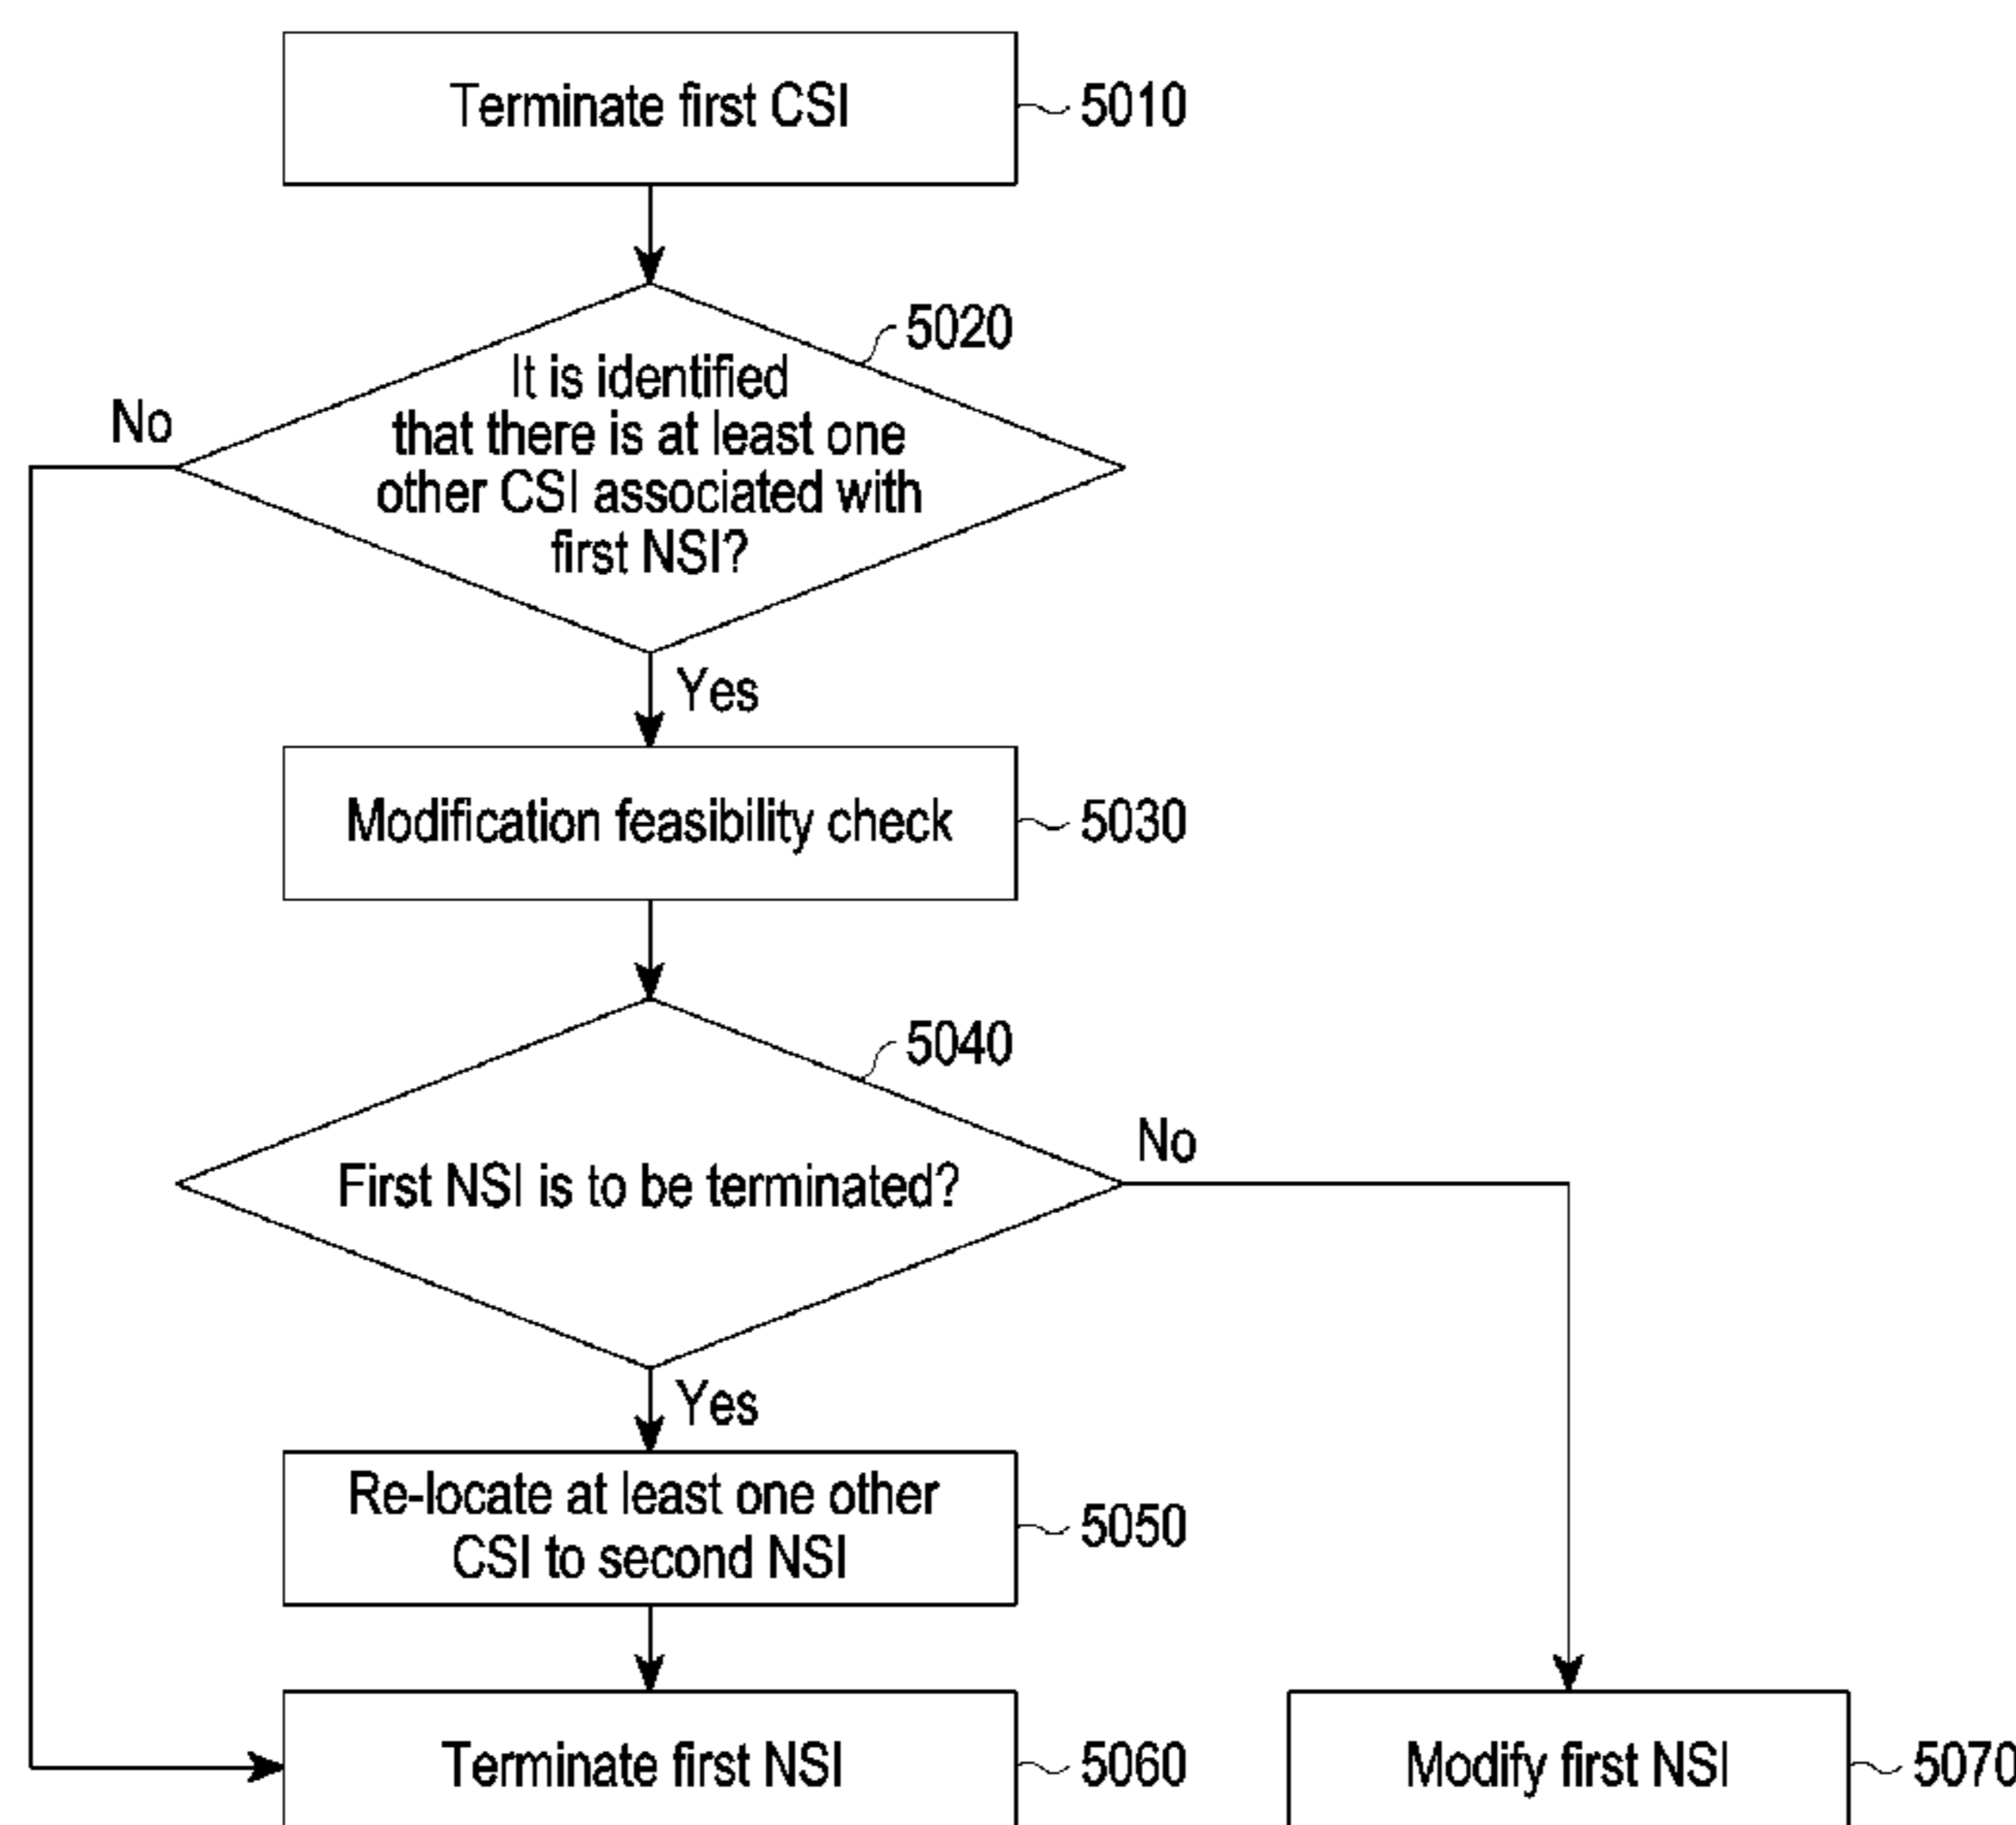 Terminate first CSI
5010
5020
It is identified
that there is at least one
other CSI associated with
first NSI?
No
Yes
Modification feasibility check
5030
5040
First NSI is to be terminated?
No
Yes
Re-locate at least one other
CSI to second NSI
5050
Terminate first NSI
5060
Modify first NSI
5070